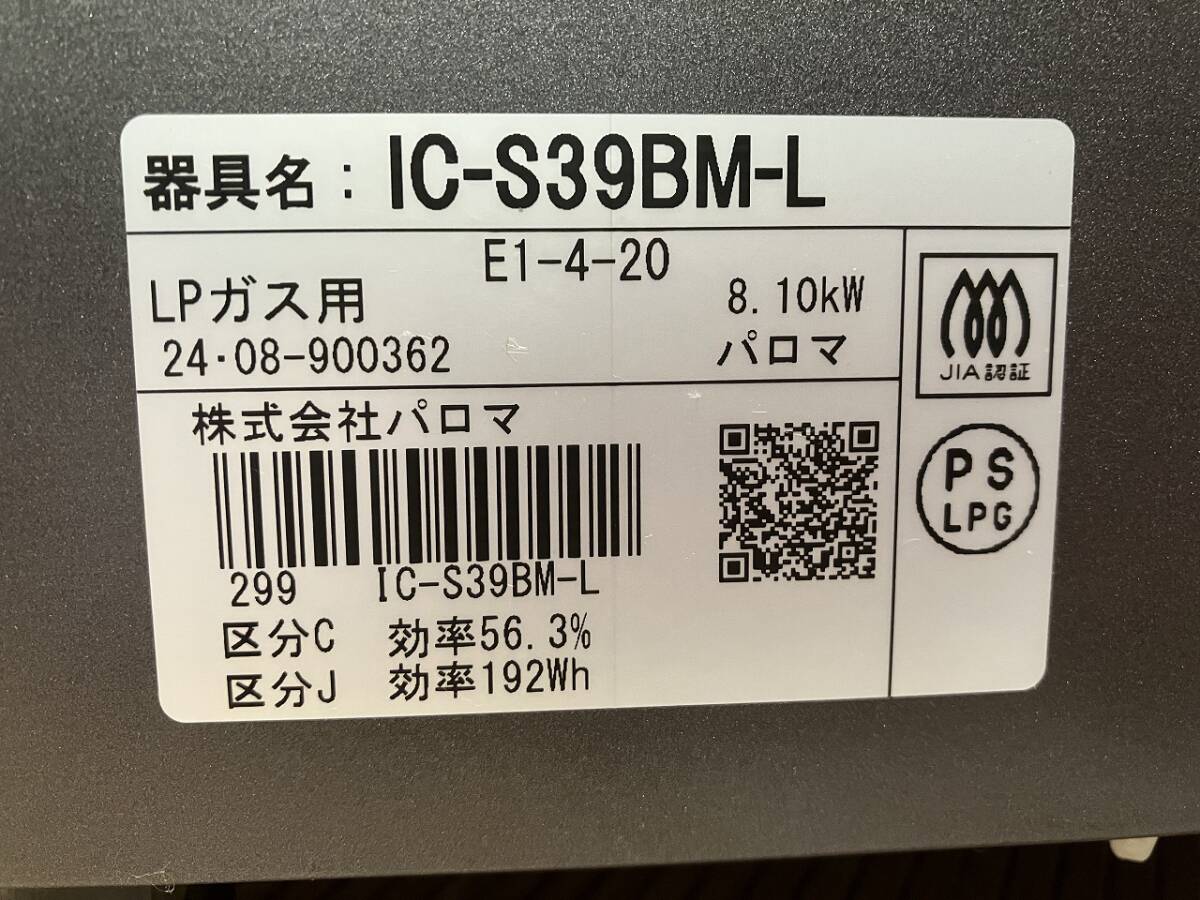 器具名：IC-S39BM-L
E1-4-20
LPガス用
8.10kW
24・08-900362
パロマ
JIA認証
株式会社パロマ
PS
LPG
299 IC-S39BM-L
区分C 効率56.3%
区分J 効率192Wh